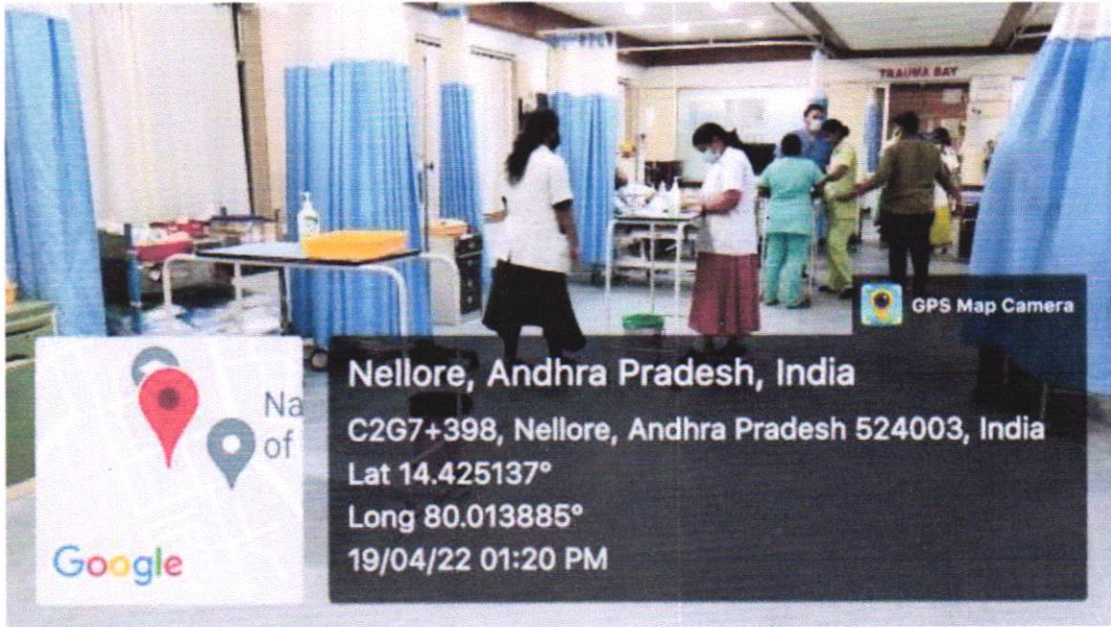 TRAUMA BAY
GPS Map Camera
Na
of
Google
Nellore, Andhra Pradesh, India
C2G7+398, Nellore, Andhra Pradesh 524003, India
Lat 14.425137°
Long 80.013885°
19/04/22 01:20 PM